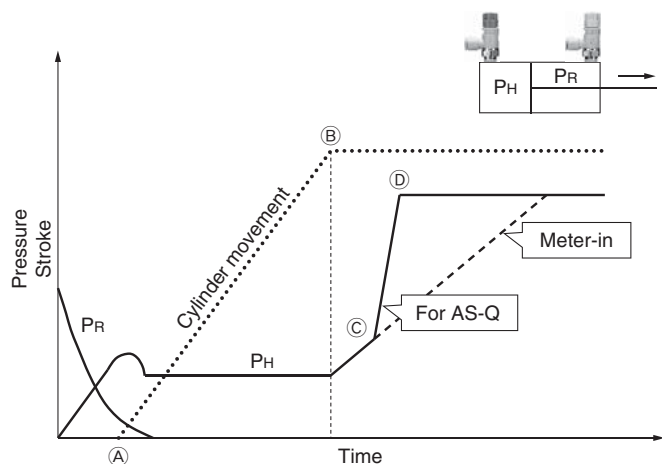 PH
PR
Ⓑ
Ⓓ
Cylinder movement
Meter-in
Pressure
Stroke
PR
For AS-Q
Ⓒ
PH
Ⓐ
Time